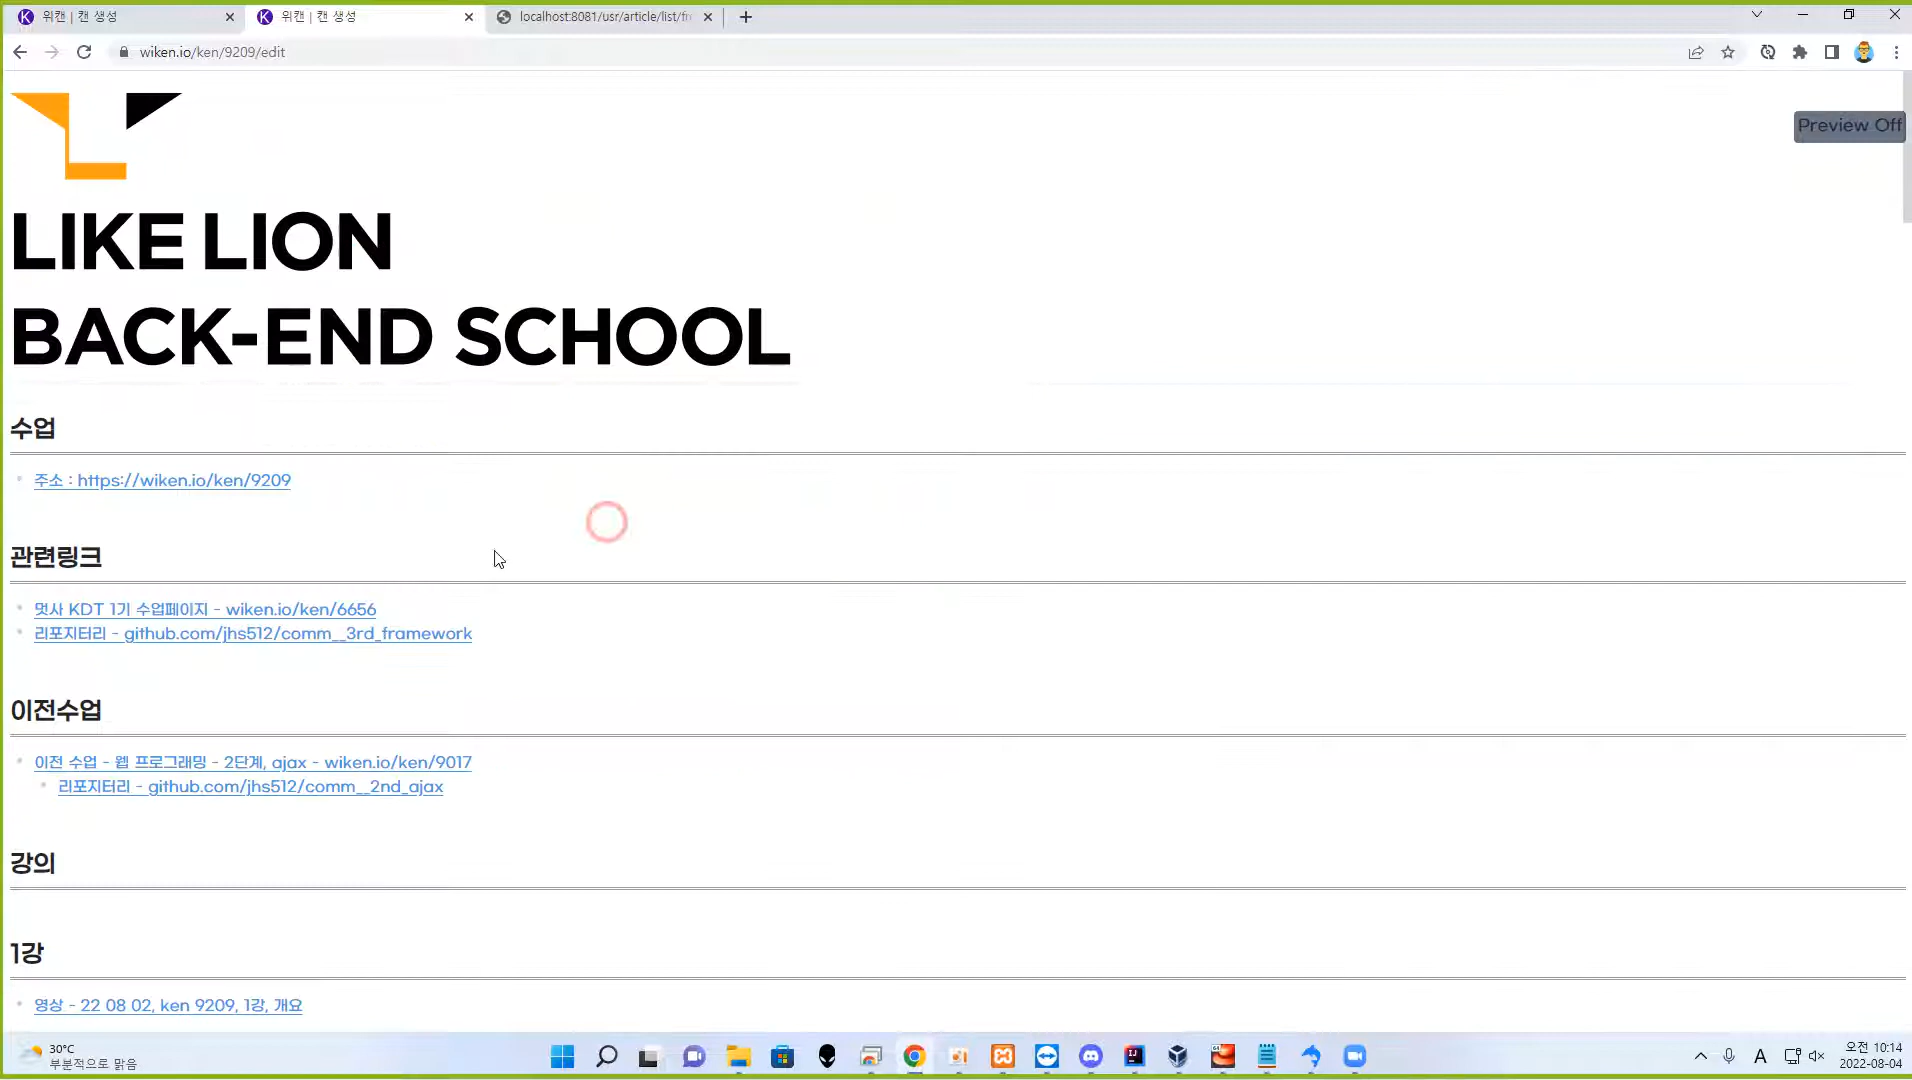 위캔 | 캔 생성
위캔 | 캔 생성
localhost:8081/usr/article/list/fr
wiken.io/ken/9209/edit
Preview Off
LIKE LION
BACK-END SCHOOL
수업
주소 : https://wiken.io/ken/9209
관련링크
멋사 KDT 1기 수업페이지 - wiken.io/ken/6656
리포지터리 - github.com/jhs512/comm__3rd_framework
이전수업
이전 수업 - 웹 프로그래밍 - 2단계, ajax - wiken.io/ken/9017
리포지터리 - github.com/jhs512/comm__2nd_ajax
강의
1강
영상 - 22 08 02, ken 9209, 1강, 개요
30°C
부분적으로 맑음
A
오전 10:14
2022-08-04